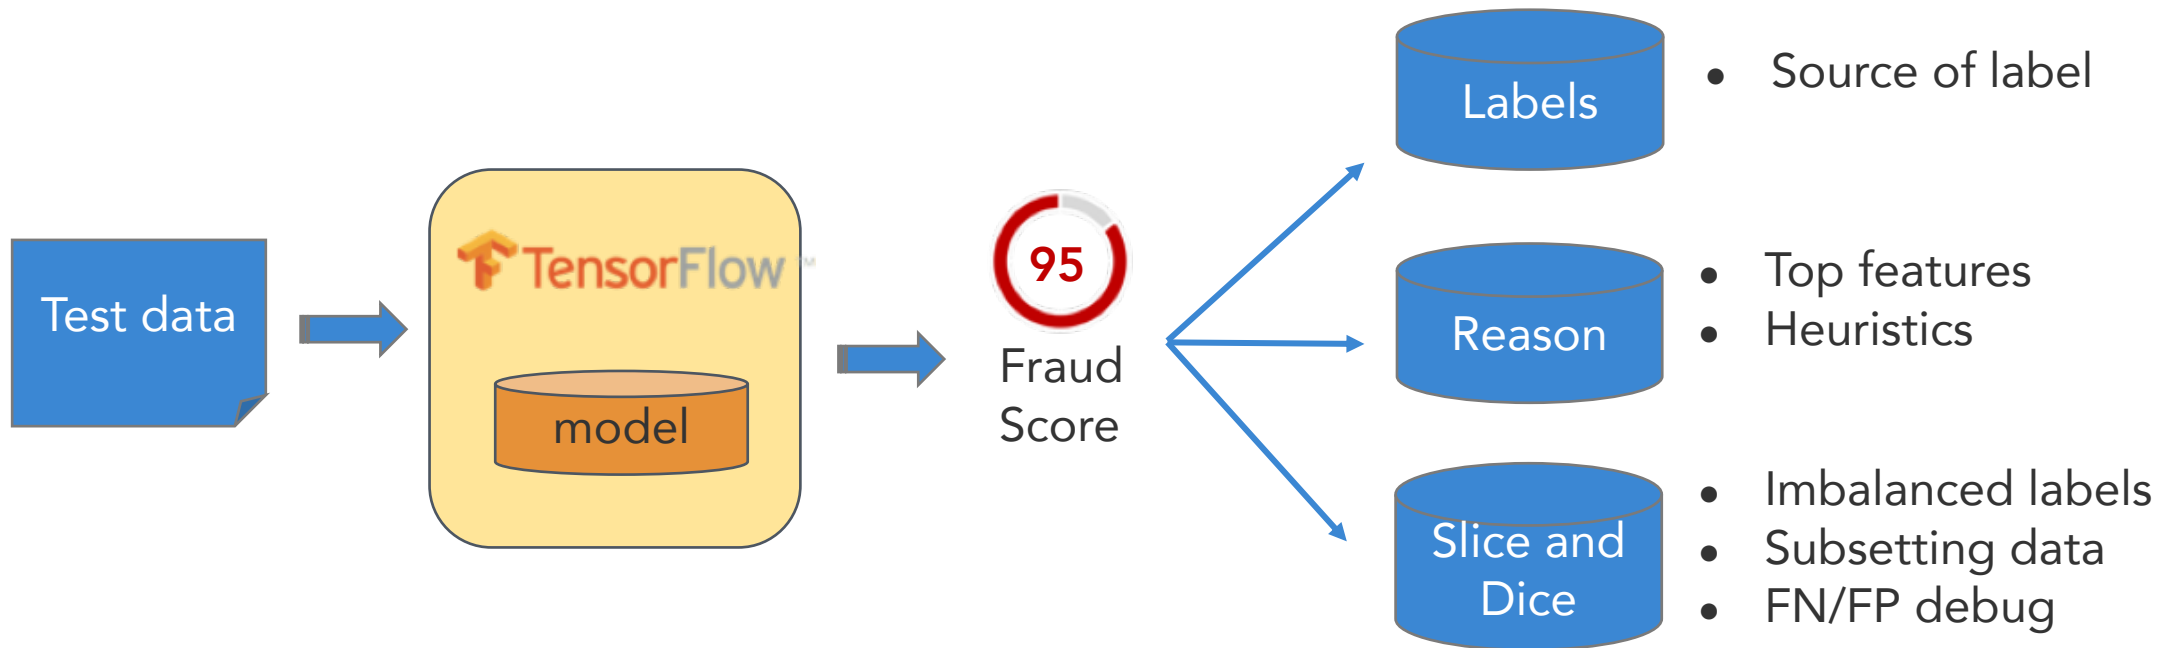 Test data
TensorFlow™
model
95
Fraud
Score
Labels
• Source of label
Reason
• Top features
• Heuristics
Slice and
Dice
• Imbalanced labels
• Subsetting data
• FN/FP debug